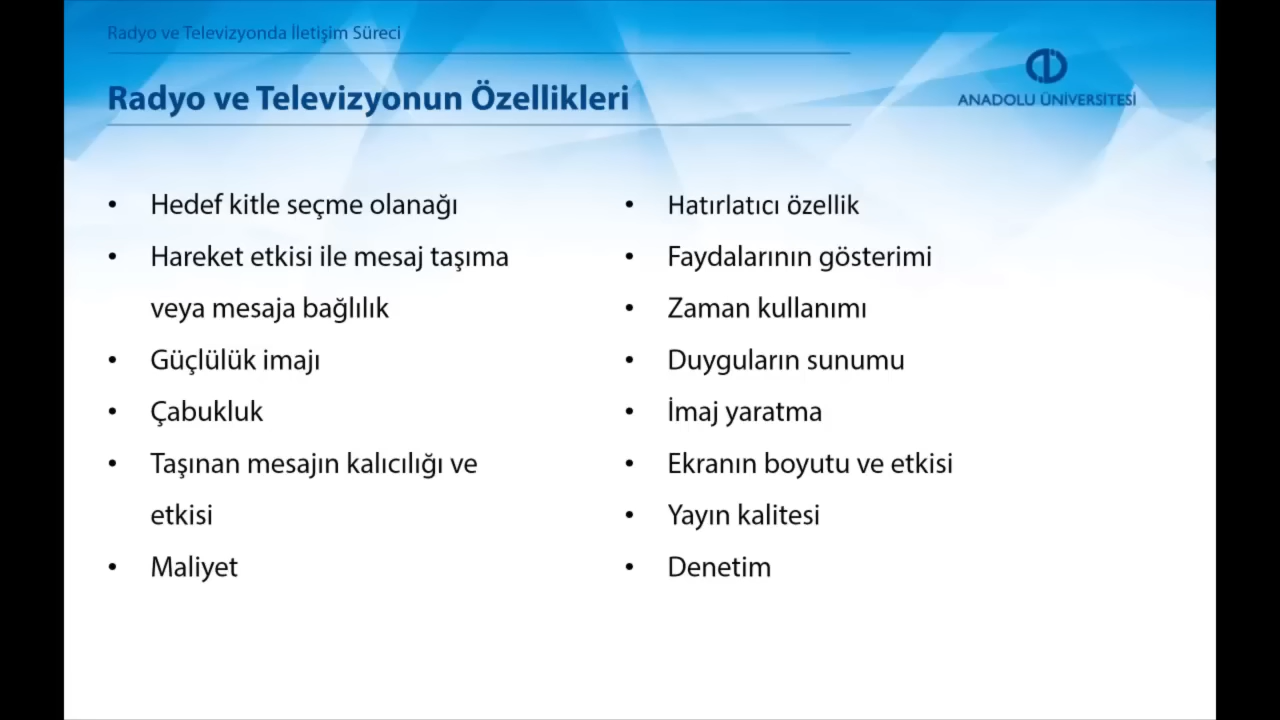 Radyo ve Televizyonda İletişim Süreci
Radyo ve Televizyonun Özellikleri
ANADOLU ÜNİVERSİTESİ
• Hedef kitle seçme olanağı
• Hareket etkisi ile mesaj taşıma
veya mesaja bağlılık
• Güçlülük imajı
• Çabukluk
• Taşınan mesajın kalıcılığı ve
etkisi
• Maliyet
• Hatırlatıcı özellik
• Faydalarının gösterimi
• Zaman kullanımı
• Duyguların sunumu
• İmaj yaratma
• Ekranın boyutu ve etkisi
• Yayın kalitesi
• Denetim